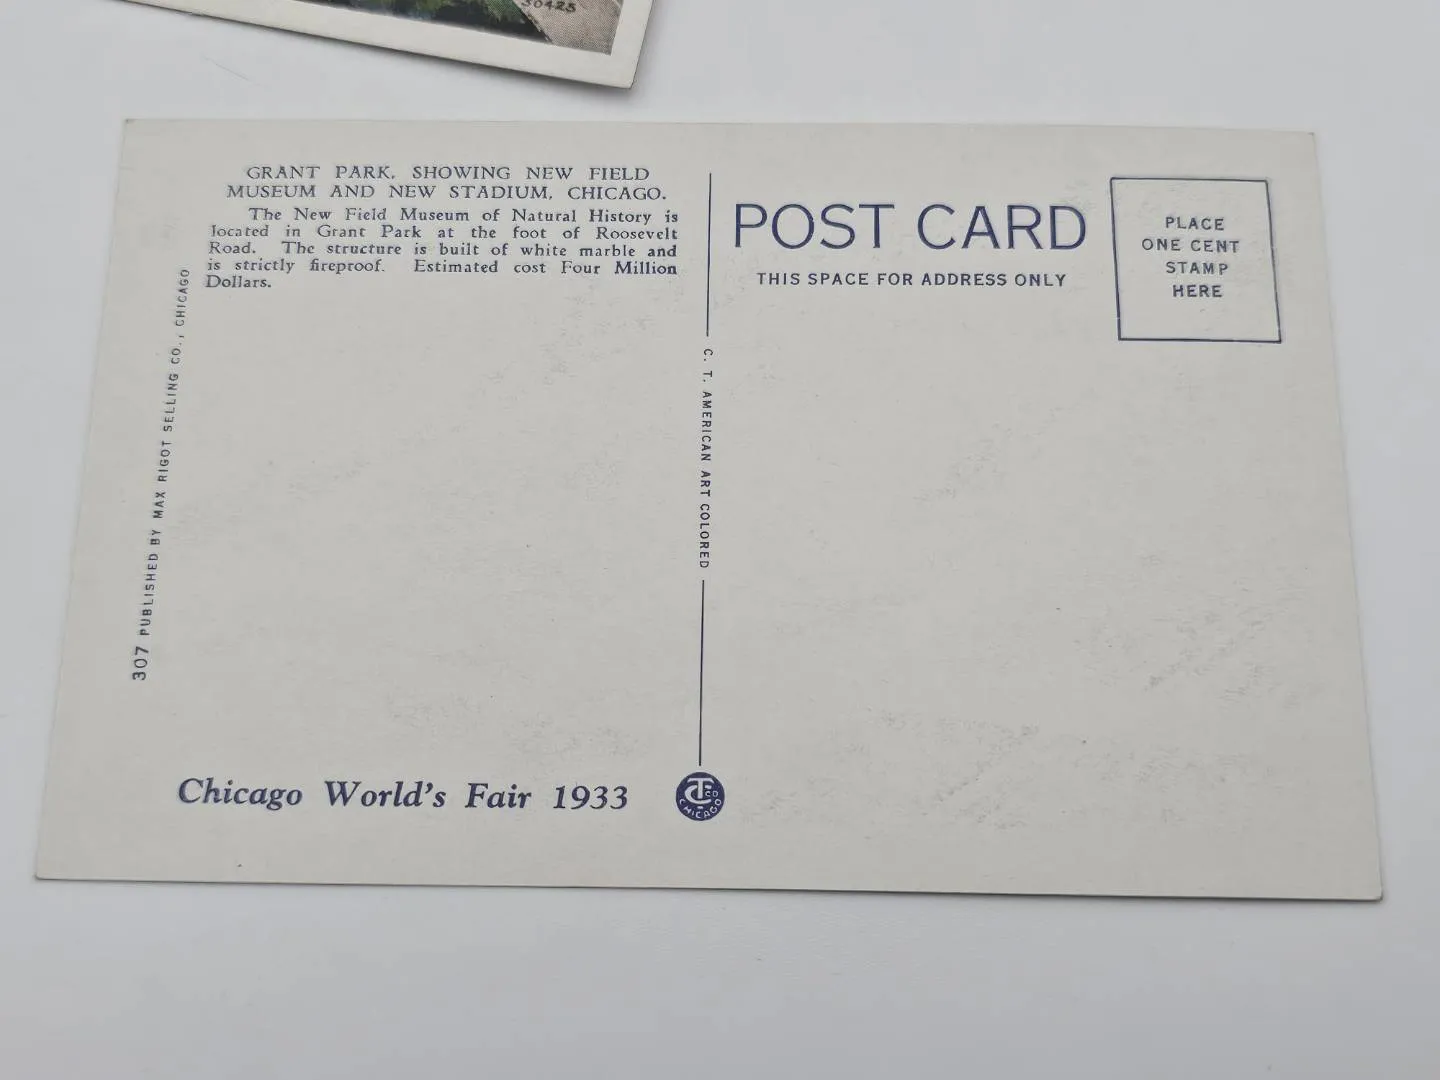 30425
GRANT PARK, SHOWING NEW FIELD
MUSEUM AND NEW STADIUM, CHICAGO.
The New Field Museum of Natural History is
located in Grant Park at the foot of Roosevelt
Road. The structure is built of white marble and
is strictly fireproof. Estimated cost Four Million
Dollars.
307 PUBLISHED BY MAX RIGOT SELLING CO., CHICAGO
Chicago World's Fair 1933
C. T. AMERICAN ART COLORED
CT CO
CHICAGO
POST CARD
THIS SPACE FOR ADDRESS ONLY
PLACE
ONE CENT
STAMP
HERE